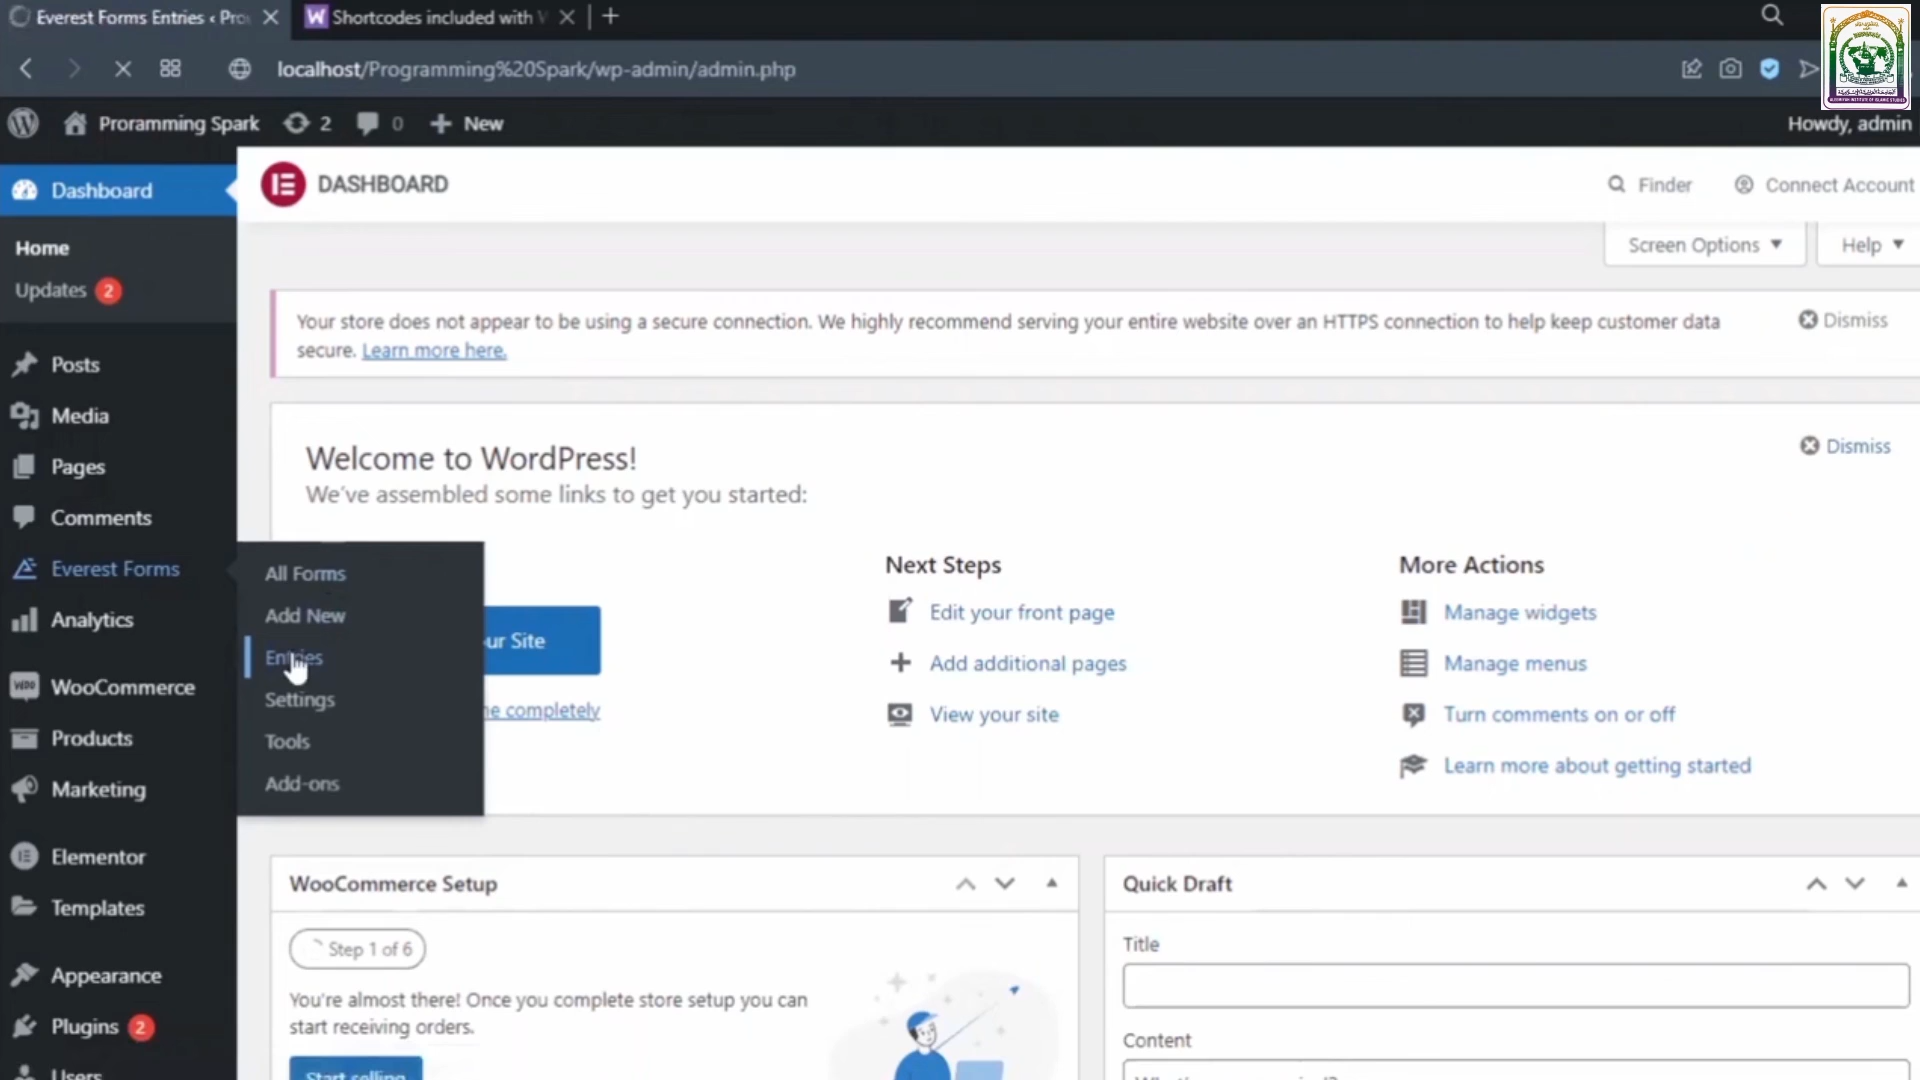 Everest Forms Entries ‹ Pro
Shortcodes included with
localhost/Programming%20Spark/wp-admin/admin.php
Proramming Spark
2
0
New
Howdy, admin
Dashboard
Home
Updates 2
Posts
Media
Pages
Comments
Everest Forms
Analytics
WooCommerce
Products
Marketing
Elementor
Templates
Appearance
Plugins 2
Users
All Forms
Add New
Entries
Settings
Tools
Add-ons
DASHBOARD
Finder
Connect Account
Screen Options
Help
Your store does not appear to be using a secure connection. We highly recommend serving your entire website over an HTTPS connection to help keep customer data
secure. Learn more here.
Dismiss
Welcome to WordPress!
We've assembled some links to get you started:
Dismiss
ur Site
e completely
Next Steps
Edit your front page
Add additional pages
View your site
More Actions
Manage widgets
Manage menus
Turn comments on or off
Learn more about getting started
WooCommerce Setup
Step 1 of 6
You're almost there! Once you complete store setup you can
start receiving orders.
Start selling
Quick Draft
Title
Content